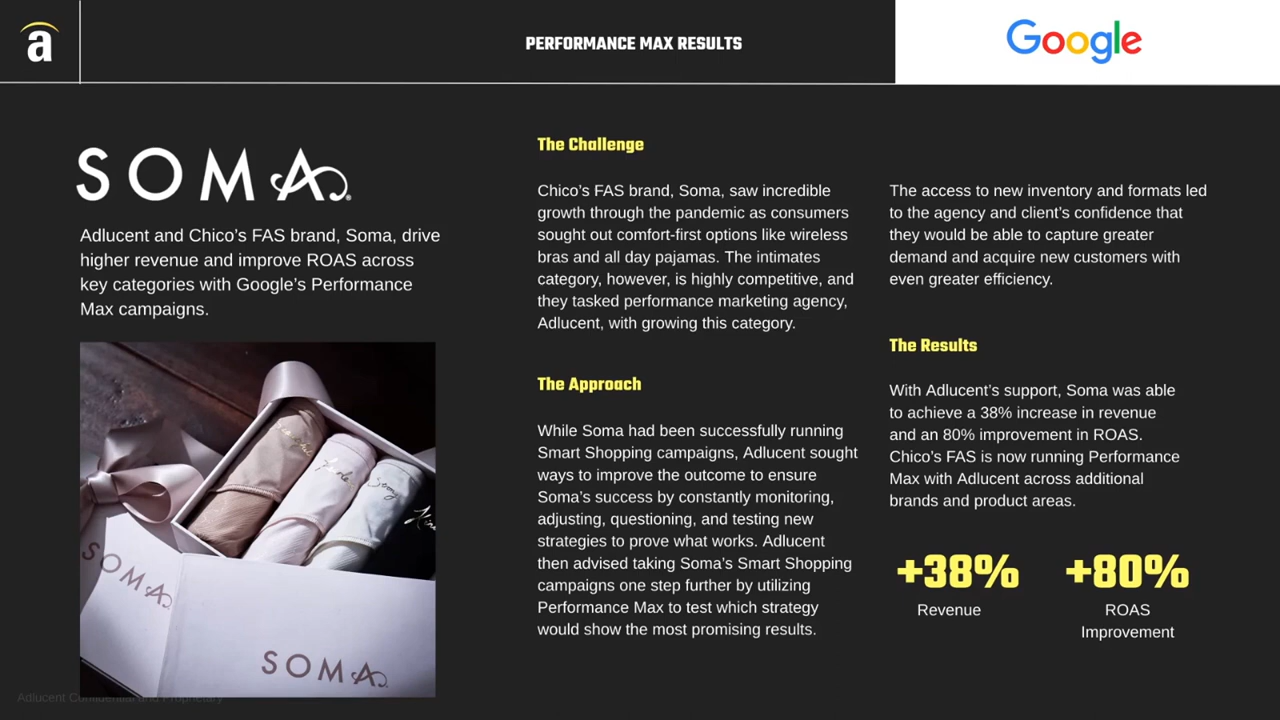 a
PERFORMANCE MAX RESULTS
Google
SOMA®
Adlucent and Chico’s FAS brand, Soma, drive
higher revenue and improve ROAS across
key categories with Google’s Performance
Max campaigns.
SOMA
SOMA
Adlucent Confidential and Proprietary
The Challenge
Chico’s FAS brand, Soma, saw incredible
growth through the pandemic as consumers
sought out comfort-first options like wireless
bras and all day pajamas. The intimates
category, however, is highly competitive, and
they tasked performance marketing agency,
Adlucent, with growing this category.
The Approach
While Soma had been successfully running
Smart Shopping campaigns, Adlucent sought
ways to improve the outcome to ensure
Soma’s success by constantly monitoring,
adjusting, questioning, and testing new
strategies to prove what works. Adlucent
then advised taking Soma’s Smart Shopping
campaigns one step further by utilizing
Performance Max to test which strategy
would show the most promising results.
The access to new inventory and formats led
to the agency and client’s confidence that
they would be able to capture greater
demand and acquire new customers with
even greater efficiency.
The Results
With Adlucent’s support, Soma was able
to achieve a 38% increase in revenue
and an 80% improvement in ROAS.
Chico’s FAS is now running Performance
Max with Adlucent across additional
brands and product areas.
+38%
Revenue
+80%
ROAS
Improvement